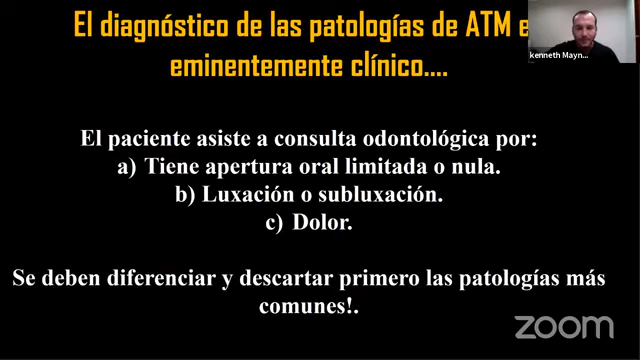 El diagnóstico de las patologías de ATM e
eminentemente clínico....
kenneth Mayn...
El paciente asiste a consulta odontológica por:
a) Tiene apertura oral limitada o nula.
b) Luxación o subluxación.
c) Dolor.
Se deben diferenciar y descartar primero las patologías más
comunes!.
zoom